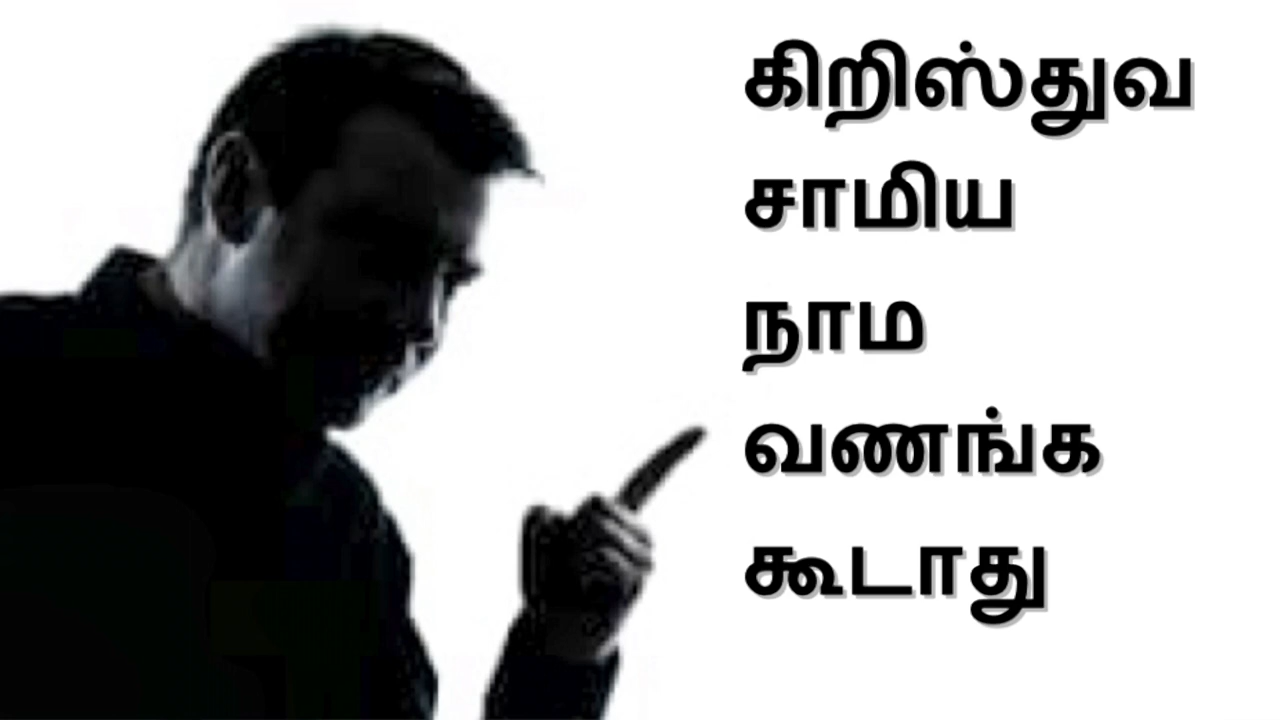 கிறிஸ்துவ
சாமிய
நாம
வணங்க
கூடாது